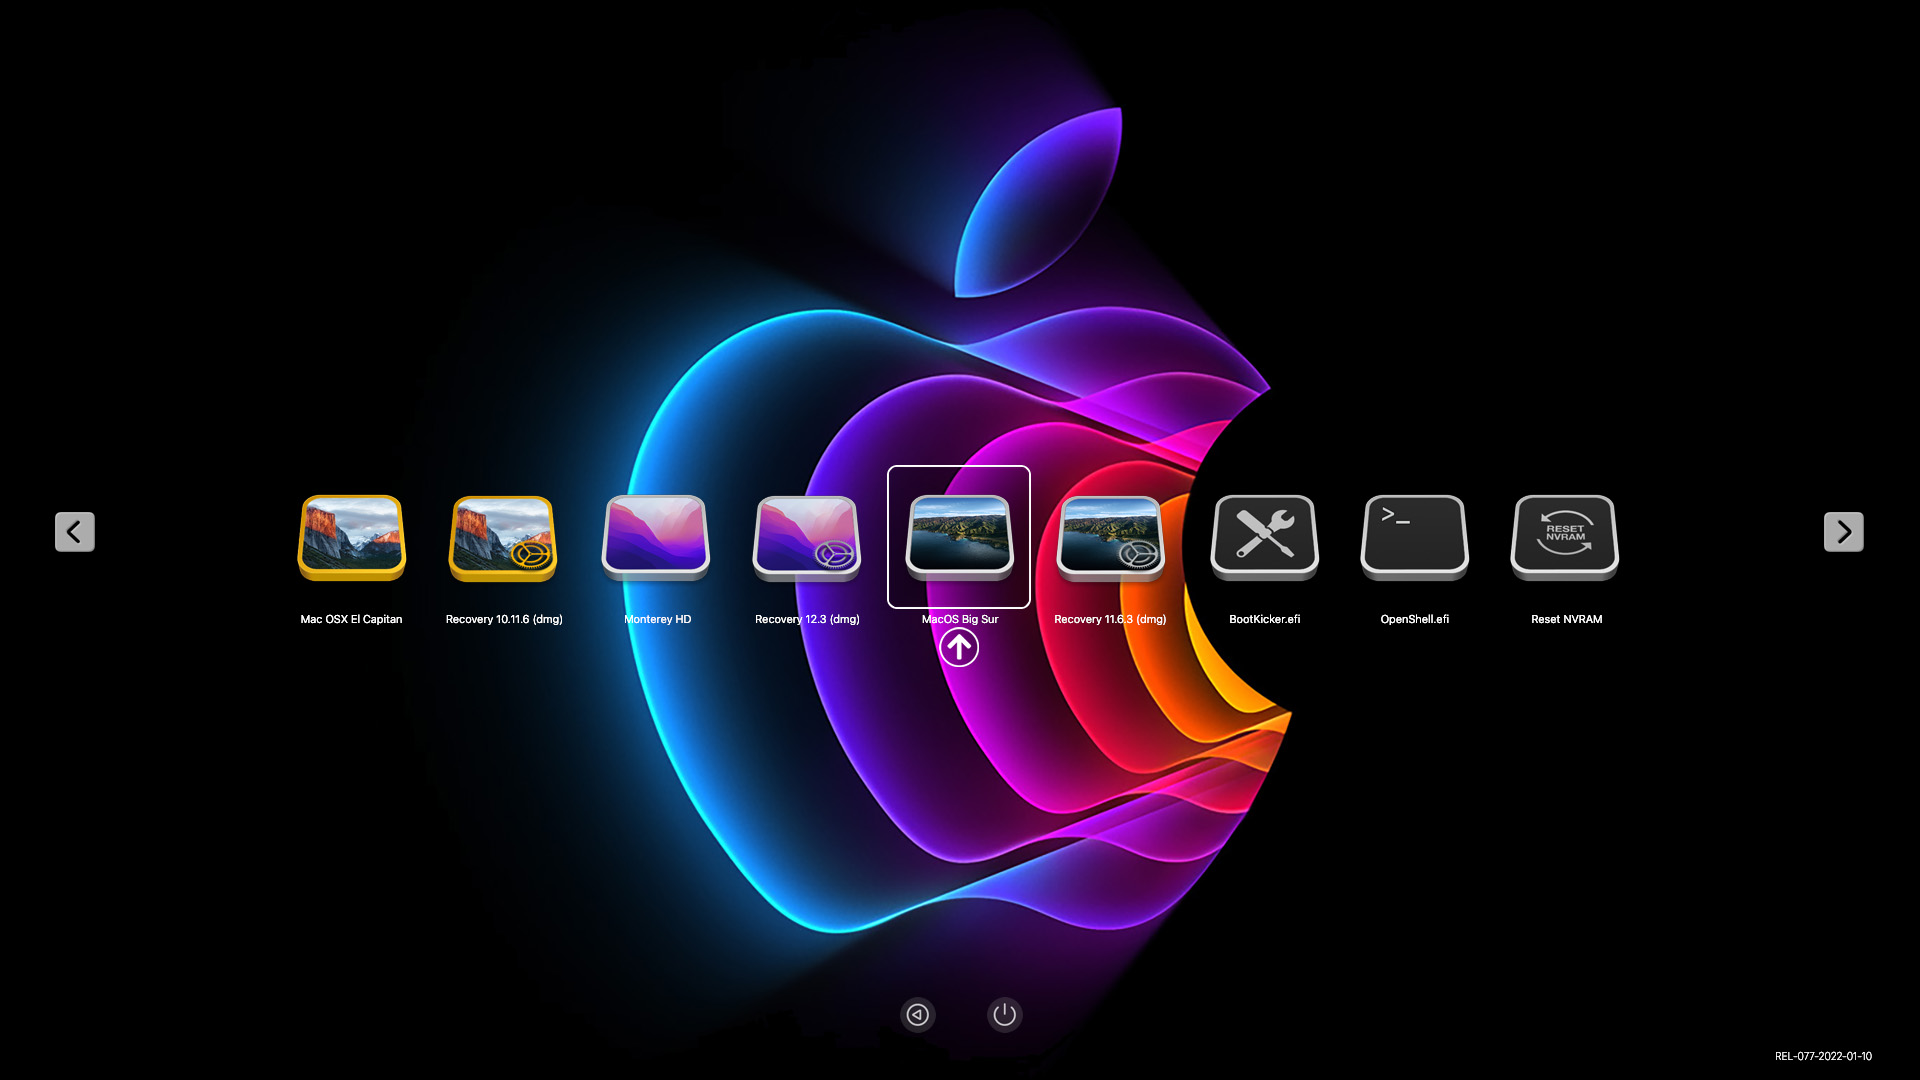 >_
RESET
NVRAM
Mac OSX El Capitan
Recovery 10.11.6 (dmg)
Monterey HD
Recovery 12.3 (dmg)
MacOS Big Sur
Recovery 11.6.3 (dmg)
BootKicker.efi
OpenShell.efi
Reset NVRAM
REL-077-2022-01-10